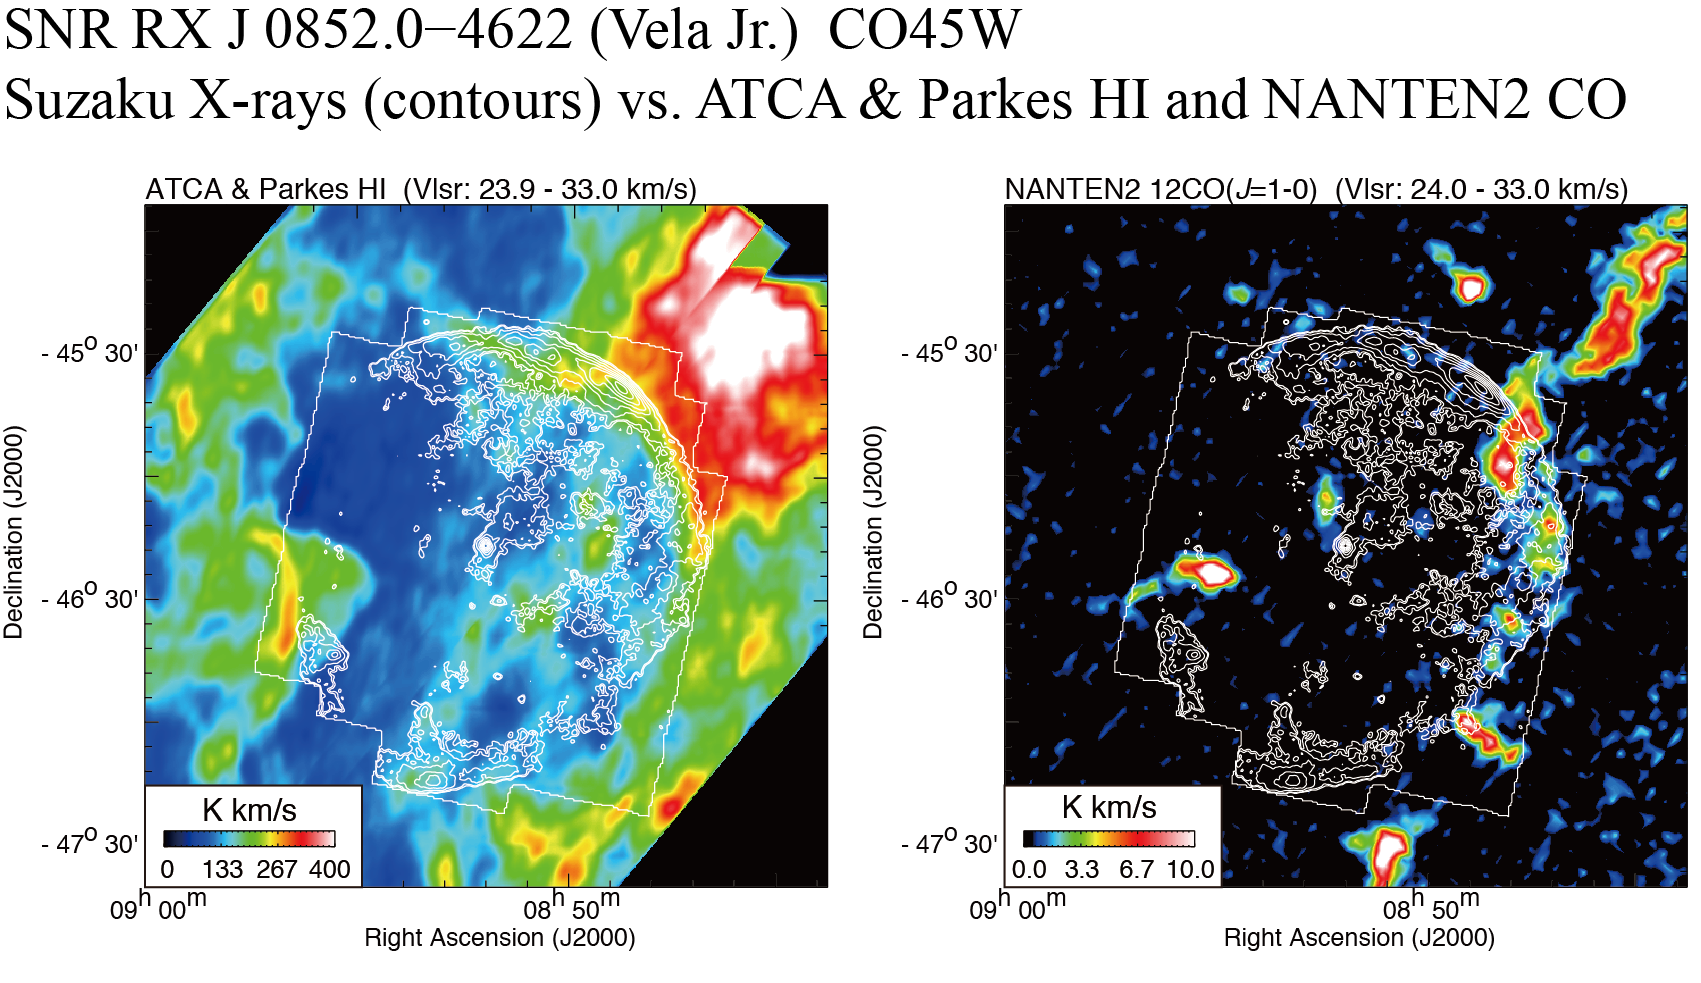 SNR RX J 0852.0−4622 (Vela Jr.)  CO45W
Suzaku X-rays (contours) vs. ATCA & Parkes HI and NANTEN2 CO
ATCA & Parkes HI  (Vlsr: 23.9 - 33.0 km/s)
Declination (J2000)
- 45o 30'
- 46o 30'
- 47o 30'
K km/s
0 133 267 400
09h 00m 08h 50m
Right Ascension (J2000)
NANTEN2 12CO(J=1-0)  (Vlsr: 24.0 - 33.0 km/s)
Declination (J2000)
- 45o 30'
- 46o 30'
- 47o 30'
K km/s
0.0 3.3 6.7 10.0
09h 00m 08h 50m
Right Ascension (J2000)